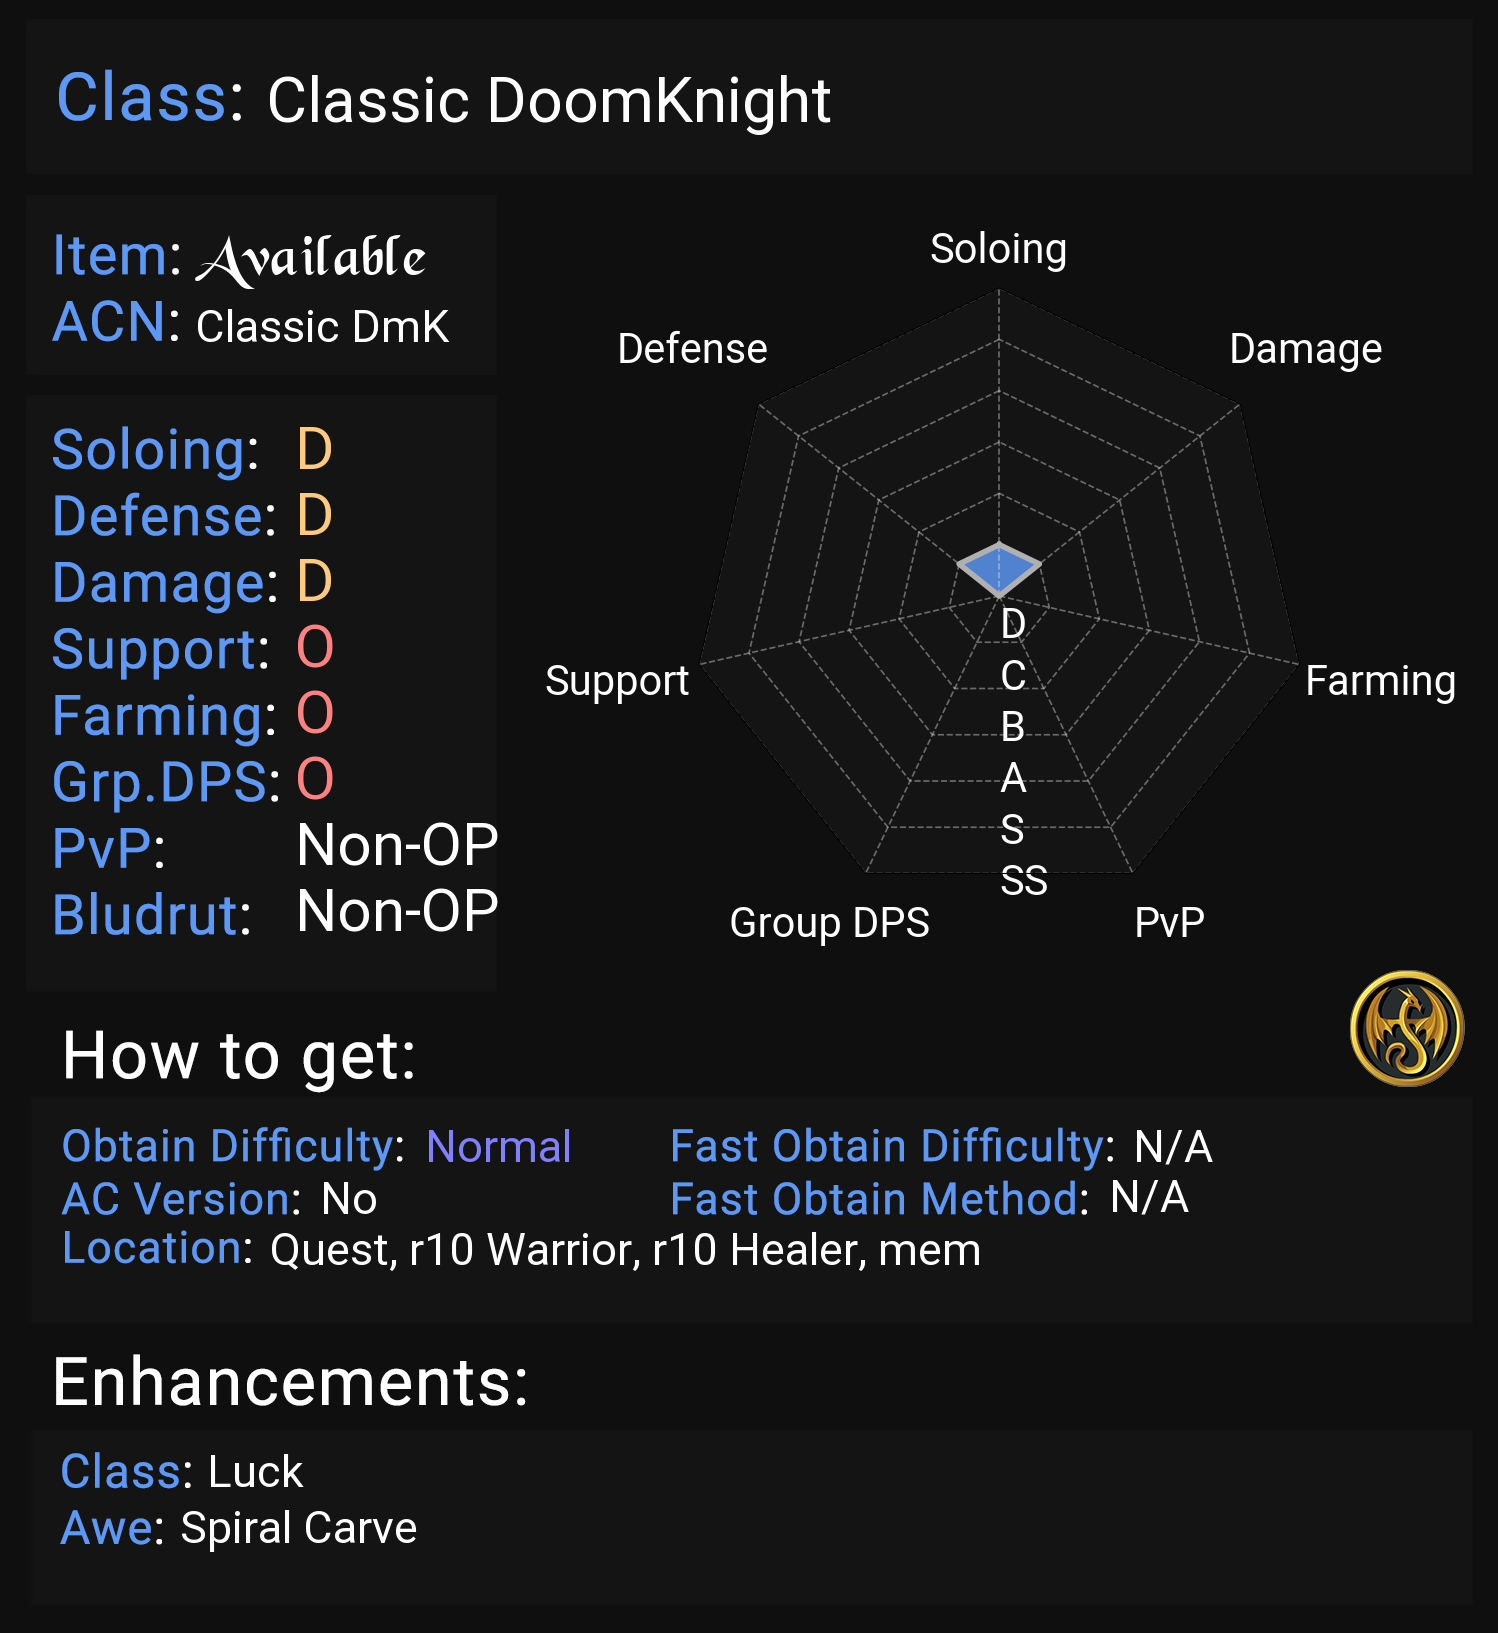 Class: Classic DoomKnight
Item: Available
ACN: Classic DmK
Soloing: D
Defense: D
Damage: D
Support: O
Farming: O
Grp.DPS: O
PvP: Non-OP
Bludrut: Non-OP
Soloing
Defense
Damage
Support
Farming
D
C
B
A
S
SS
Group DPS
PvP
How to get:
Obtain Difficulty: Normal
Fast Obtain Difficulty: N/A
AC Version: No
Fast Obtain Method: N/A
Location: Quest, r10 Warrior, r10 Healer, mem
Enhancements:
Class: Luck
Awe: Spiral Carve